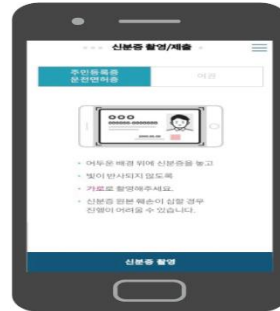 신분증 촬영/제출
주민등록증
운전면허증
여권
어두운 배경 위에 신분증을 놓고
빛이 반사되지 않도록
가로로 촬영해주세요.
신분증 원본 훼손이 심할 경우
진행이 어려울 수 있습니다.
신분증 촬영